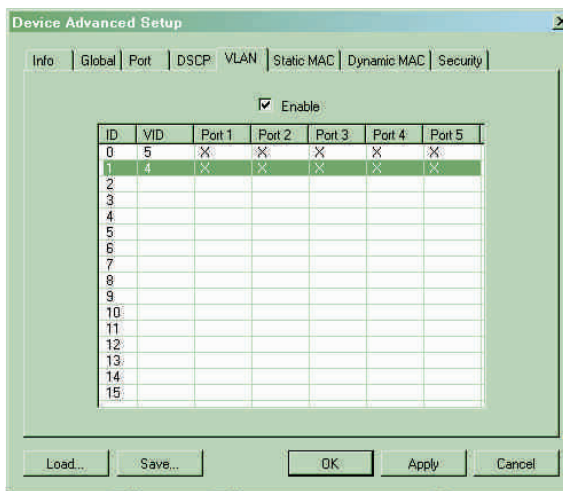 Device Advanced Setup
Info Global Port DSCP VLAN Static MAC Dynamic MAC Security
Enable
ID VID Port 1 Port 2 Port 3 Port 4 Port 5
0 5 X X X X X
1 4 X X X X X
2
3
4
5
6
7
8
9
10
11
12
13
14
15
Load... Save... OK Apply Cancel